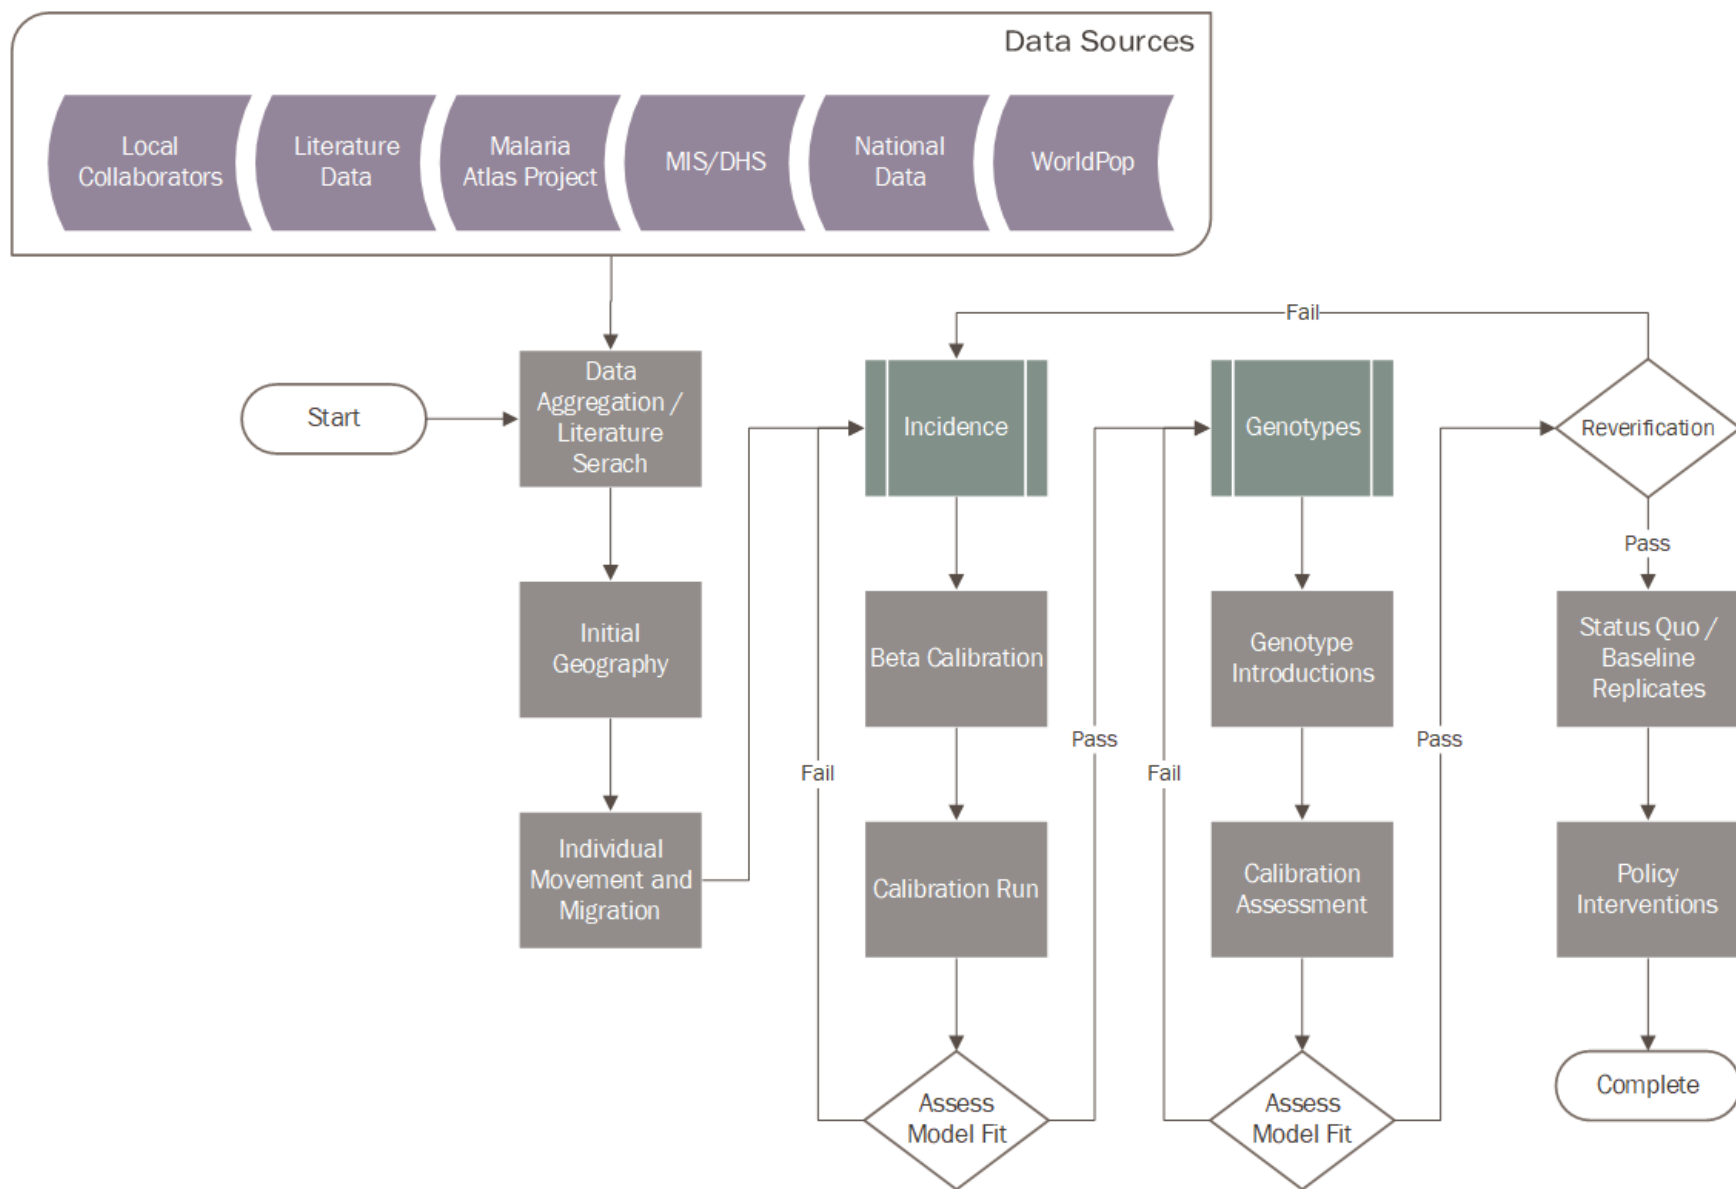 Data Sources
Local
Collaborators
Literature
Data
Malaria
Atlas Project
MIS/DHS
National
Data
WorldPop
Start
Data
Aggregation /
Literature
Serach
Initial
Geography
Individual
Movement and
Migration
Fail
Incidence
Beta Calibration
Calibration Run
Assess
Model Fit
Fail
Pass
Genotypes
Genotype
Introductions
Calibration
Assessment
Assess
Model Fit
Fail
Pass
Reverification
Pass
Status Quo /
Baseline
Replicates
Policy
Interventions
Complete